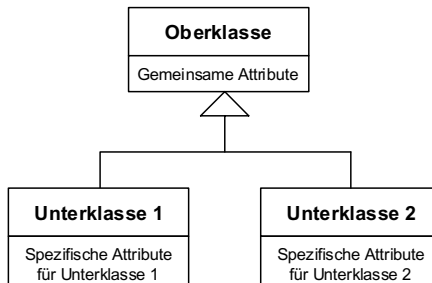 Oberklasse
Gemeinsame Attribute
Unterklasse 1
Spezifische Attribute
für Unterklasse 1
Unterklasse 2
Spezifische Attribute
für Unterklasse 2